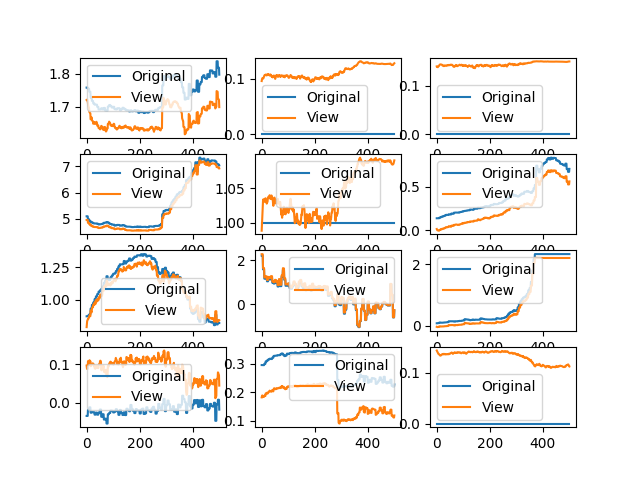 1.8
1.7
Original
View
0.1
0.0
Original
View
0.1
0.0
Original
View
7
6
5
Original
View
1.05
1.00
Original
View
0.5
0.0
Original
View
1.25
1.00
Original
View
2
0
Original
View
2
0
Original
View
0.1
0.0
Original
View
0.3
0.2
0.1
Original
View
0.1
0.0
Original
View
0 200 400
0 200 400
0 200 400